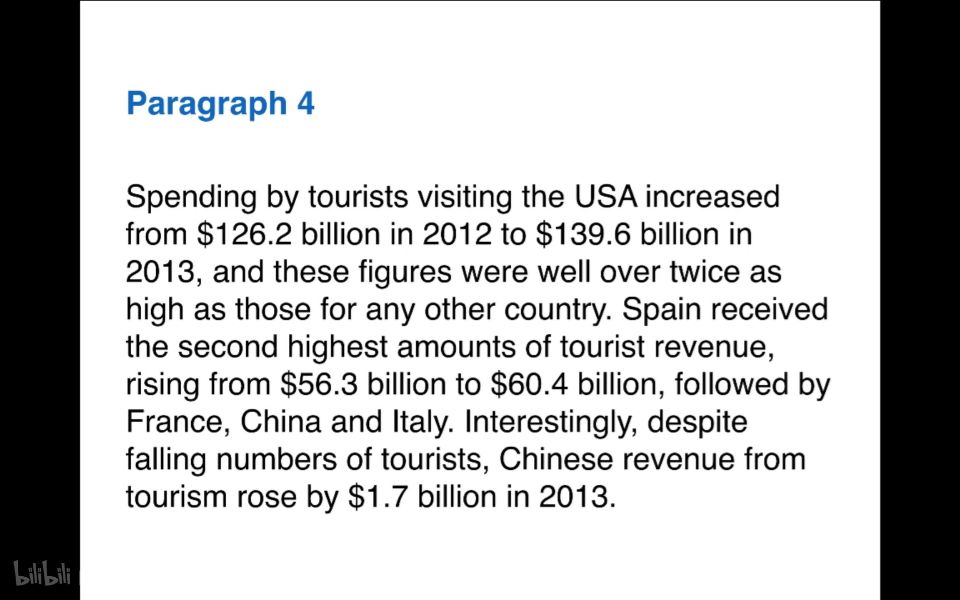 Paragraph 4
Spending by tourists visiting the USA increased
from $126.2 billion in 2012 to $139.6 billion in
2013, and these figures were well over twice as
high as those for any other country. Spain received
the second highest amounts of tourist revenue,
rising from $56.3 billion to $60.4 billion, followed by
France, China and Italy. Interestingly, despite
falling numbers of tourists, Chinese revenue from
tourism rose by $1.7 billion in 2013.
bilibili